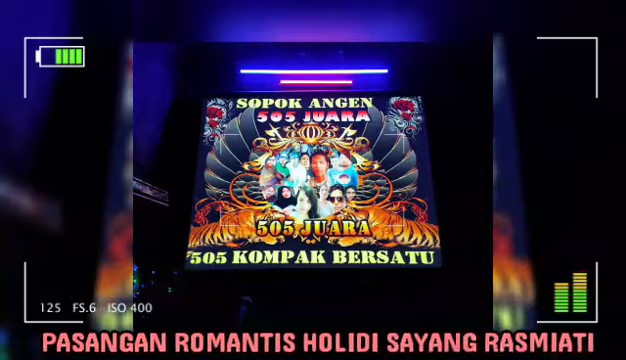 SOPOK ANGEN
505 JUARA
505 JUARA
505 KOMPAK BERSATU
125 FS.6 ISO 400
PASANGAN ROMANTIS HOLIDI SAYANG RASMIATI